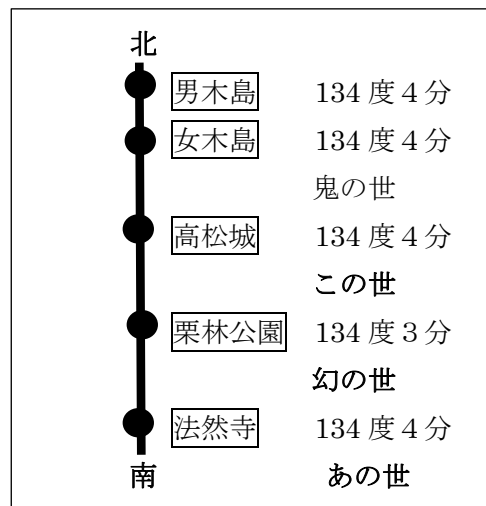 北
男木島 134度4分
女木島 134度4分
鬼の世
高松城 134度4分
この世
栗林公園 134度3分
幻の世
法然寺 134度4分
南 あの世